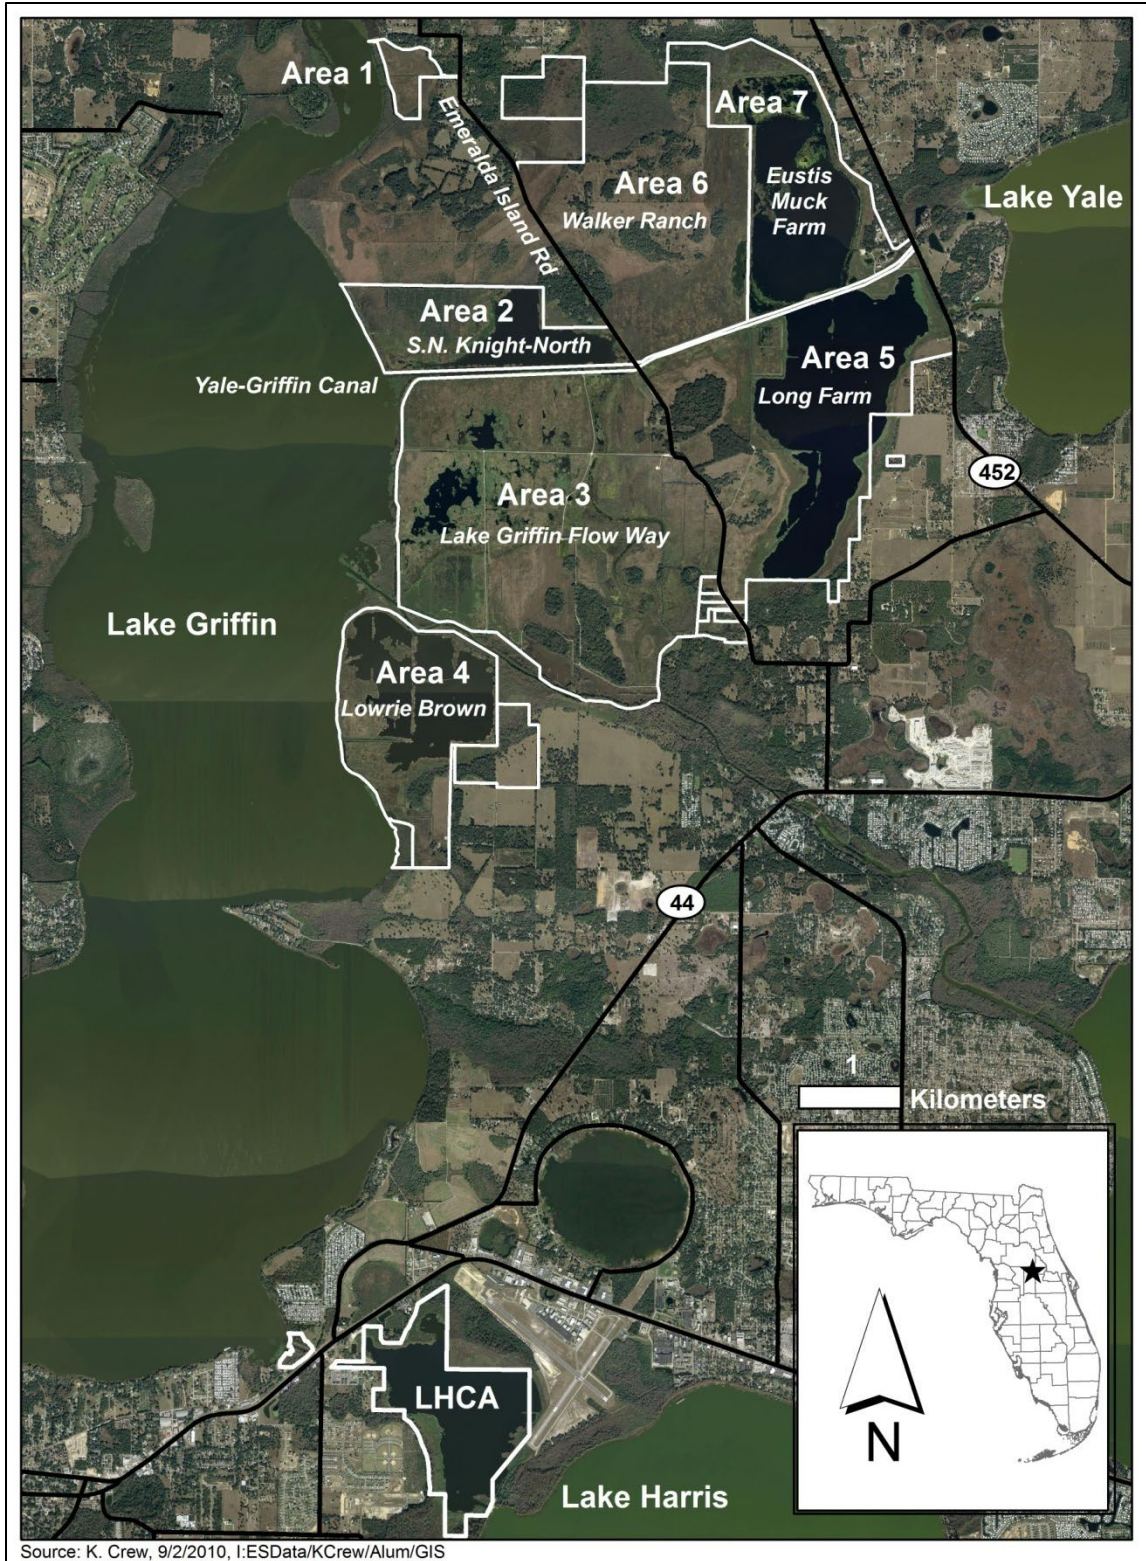 Area 1
Emeralda Island Rd
Area 7
Eustis
Muck
Farm
Area 6
Walker Ranch
Lake Yale
Area 2
S.N. Knight-North
Yale-Griffin Canal
Area 5
Long Farm
452
Area 3
Lake Griffin Flow Way
Lake Griffin
Area 4
Lowrie Brown
44
1
Kilometers
N
LHCA
Lake Harris
Source: K. Crew, 9/2/2010, I:ESData/KCrew/Alum/GIS